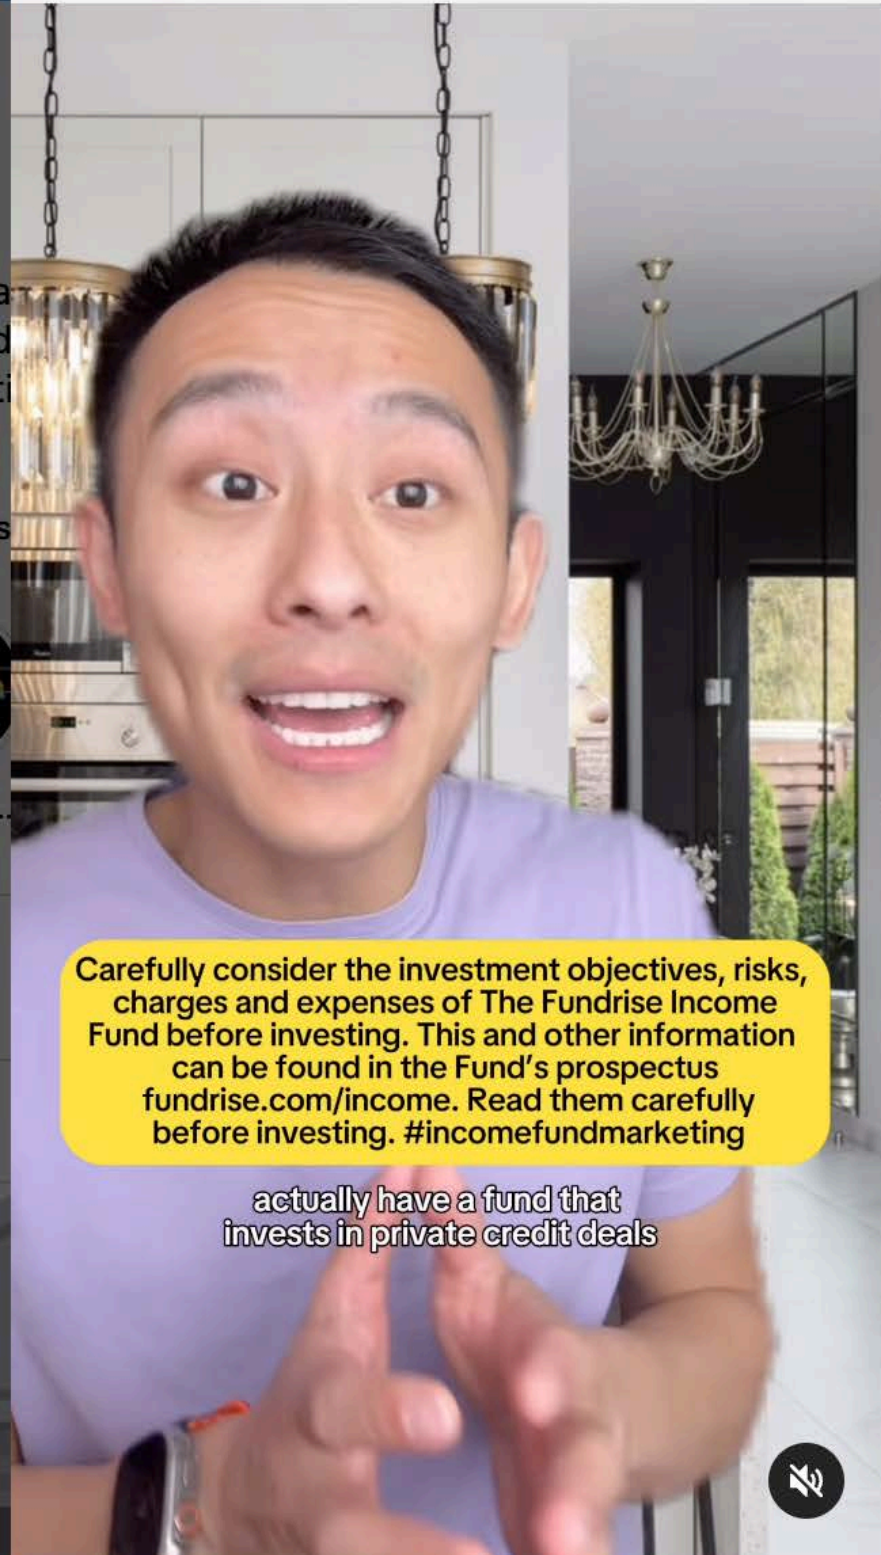 Carefully consider the investment objectives, risks,
charges and expenses of The Fundrise Income
Fund before investing. This and other information
can be found in the Fund's prospectus
fundrise.com/income. Read them carefully
before investing. #incomefundmarketing
actually have a fund that
invests in private credit deals